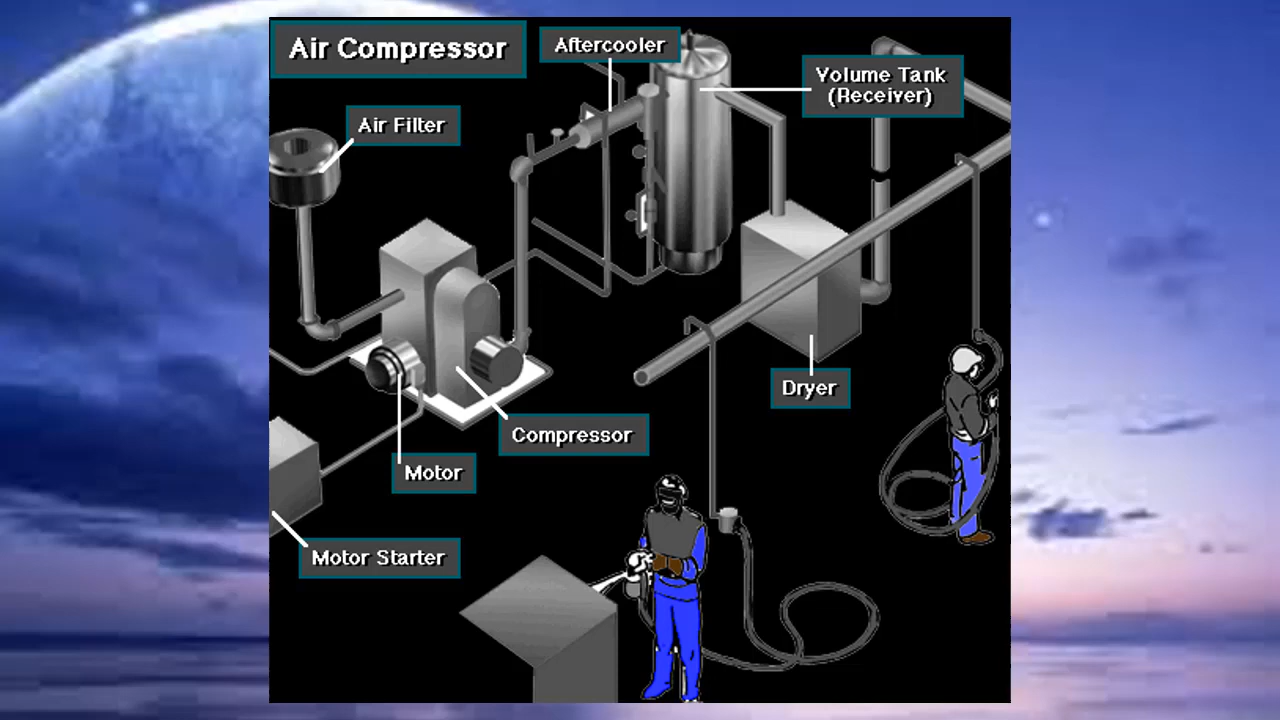 Air Compressor
Aftercooler
Volume Tank
(Receiver)
Air Filter
Dryer
Compressor
Motor
Motor Starter